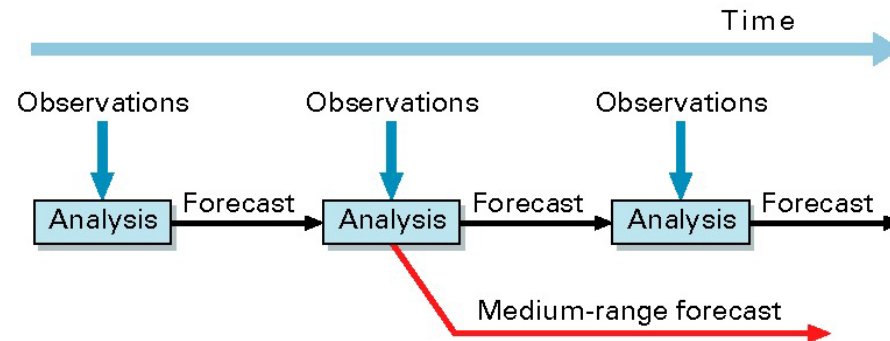 Time
Observations
Observations
Observations
Analysis
Forecast
Analysis
Forecast
Analysis
Forecast
Medium-range forecast